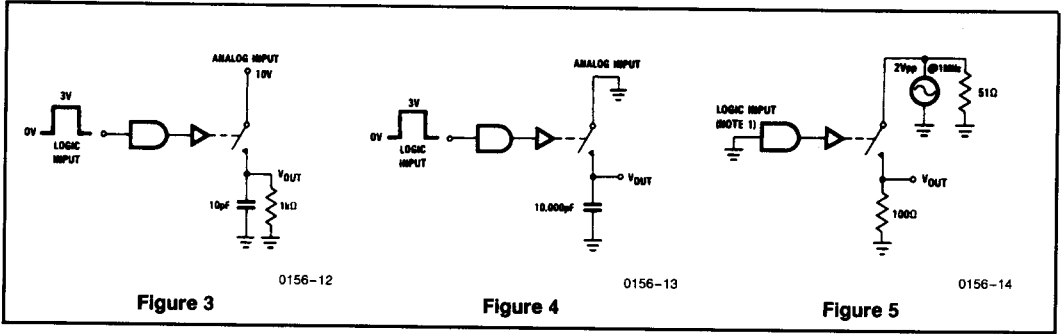 ANALOG INPUT
10V
3V
0V
LOGIC
INPUT
VOUT
10pF
1kΩ
0156-12
Figure 3
ANALOG INPUT
3V
0V
LOGIC
INPUT
VOUT
10,000pF
0156-13
Figure 4
2Vpp @1MHz
51Ω
LOGIC INPUT
(NOTE 1)
VOUT
100Ω
0156-14
Figure 5